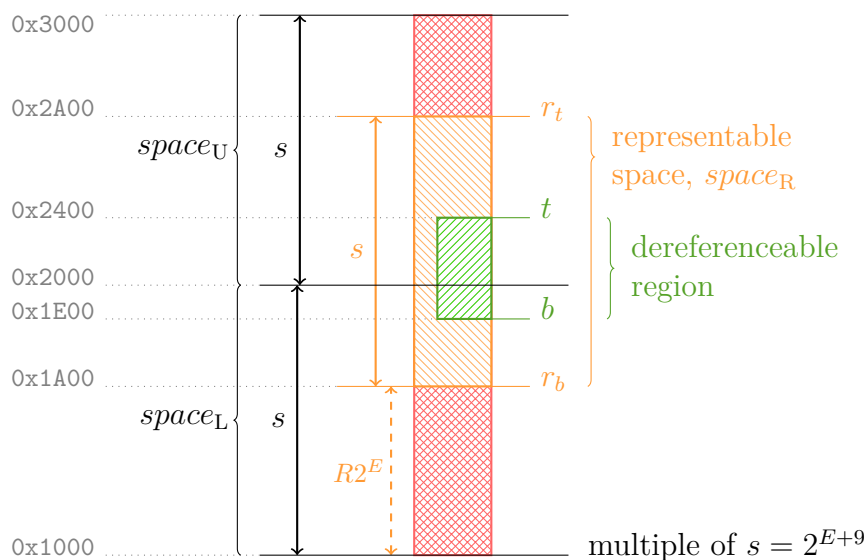 0x3000
0x2A00
r_t
representable
space, space_R
space_U
s
0x2400
t
s
dereferenceable
region
0x2000
0x1E00
b
0x1A00
r_b
space_L
s
R2^E
0x1000
multiple of s = 2^{E+9}